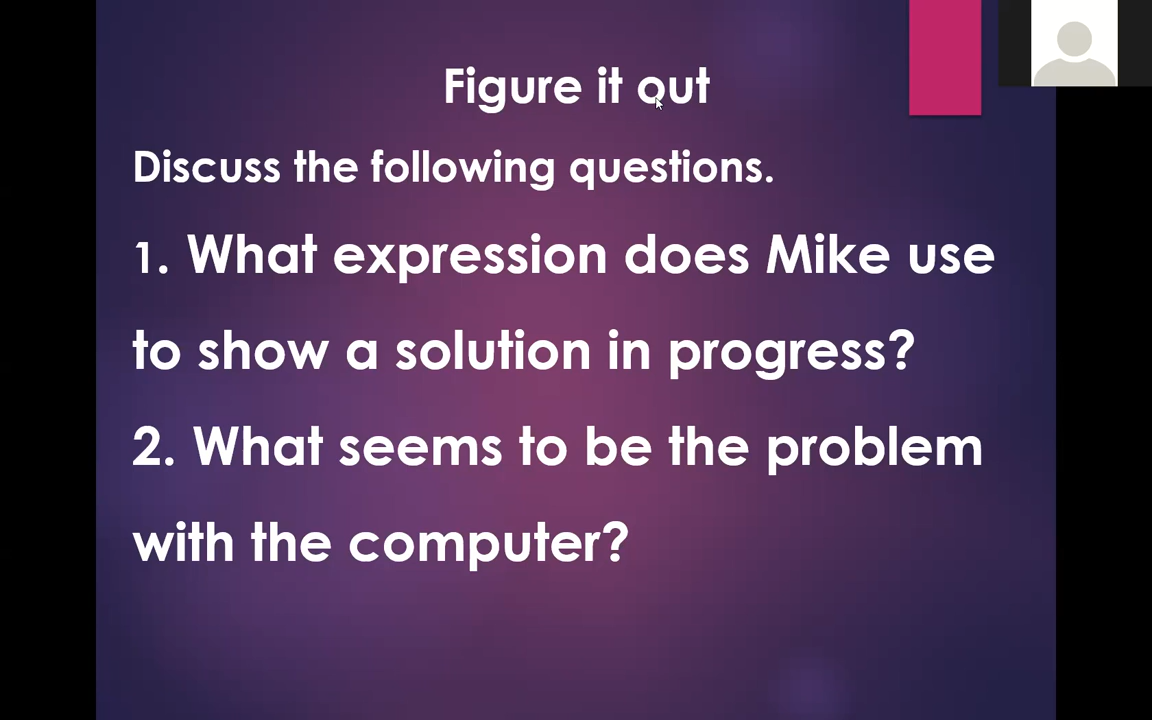 Figure it out
Discuss the following questions.
1. What expression does Mike use
to show a solution in progress?
2. What seems to be the problem
with the computer?